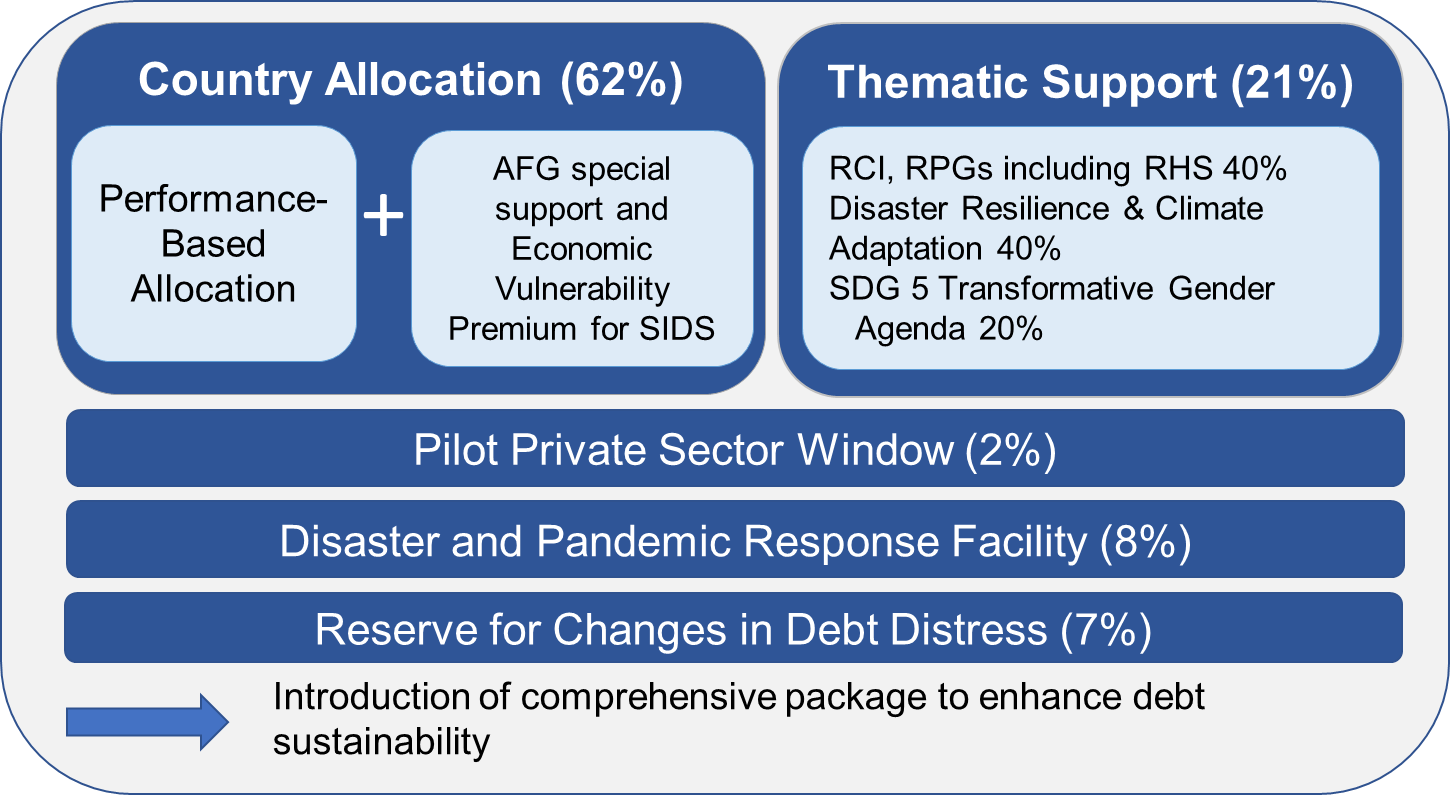 Country Allocation (62%)
Performance-
Based
Allocation
+
AFG special
support and
Economic
Vulnerability
Premium for SIDS
Thematic Support (21%)
RCI, RPGs including RHS 40%
Disaster Resilience & Climate
Adaptation 40%
SDG 5 Transformative Gender
Agenda 20%
Pilot Private Sector Window (2%)
Disaster and Pandemic Response Facility (8%)
Reserve for Changes in Debt Distress (7%)
Introduction of comprehensive package to enhance debt
sustainability